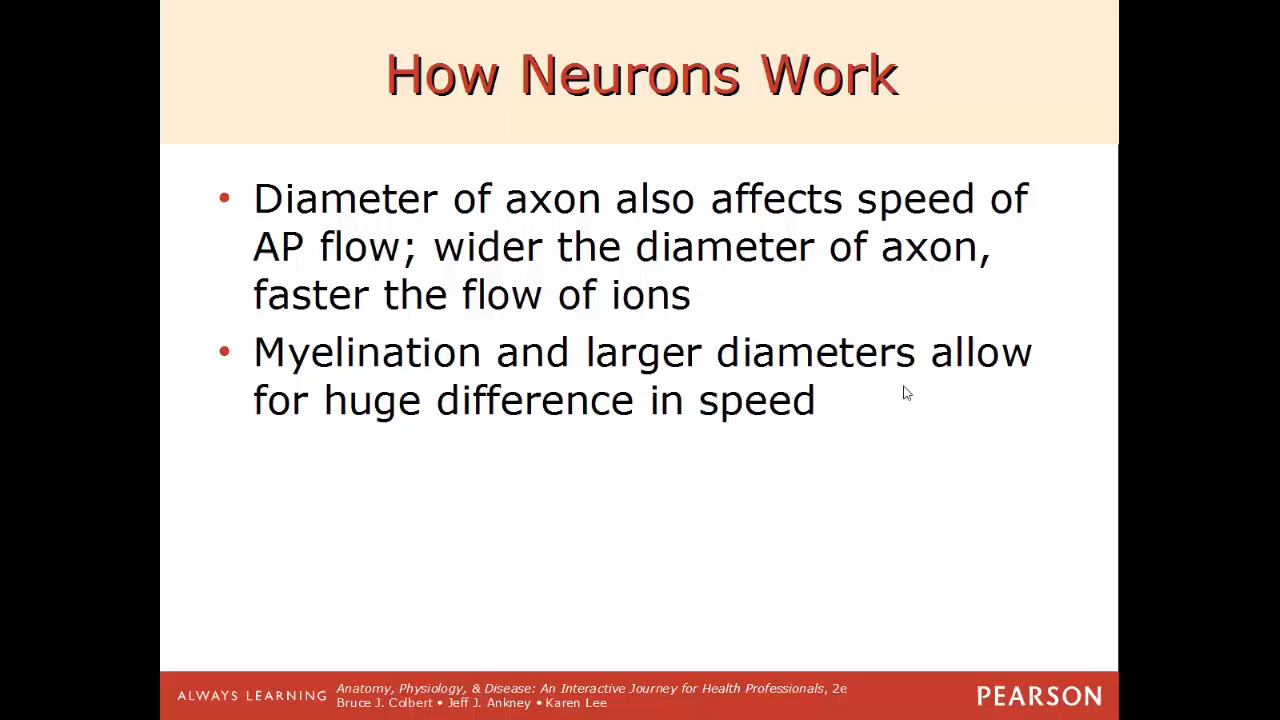 How Neurons Work
• Diameter of axon also affects speed of
AP flow; wider the diameter of axon,
faster the flow of ions
• Myelination and larger diameters allow
for huge difference in speed
ALWAYS LEARNING
Anatomy, Physiology, & Disease: An Interactive Journey for Health Professionals, 2e
Bruce J. Colbert • Jeff J. Ankney • Karen Lee
PEARSON